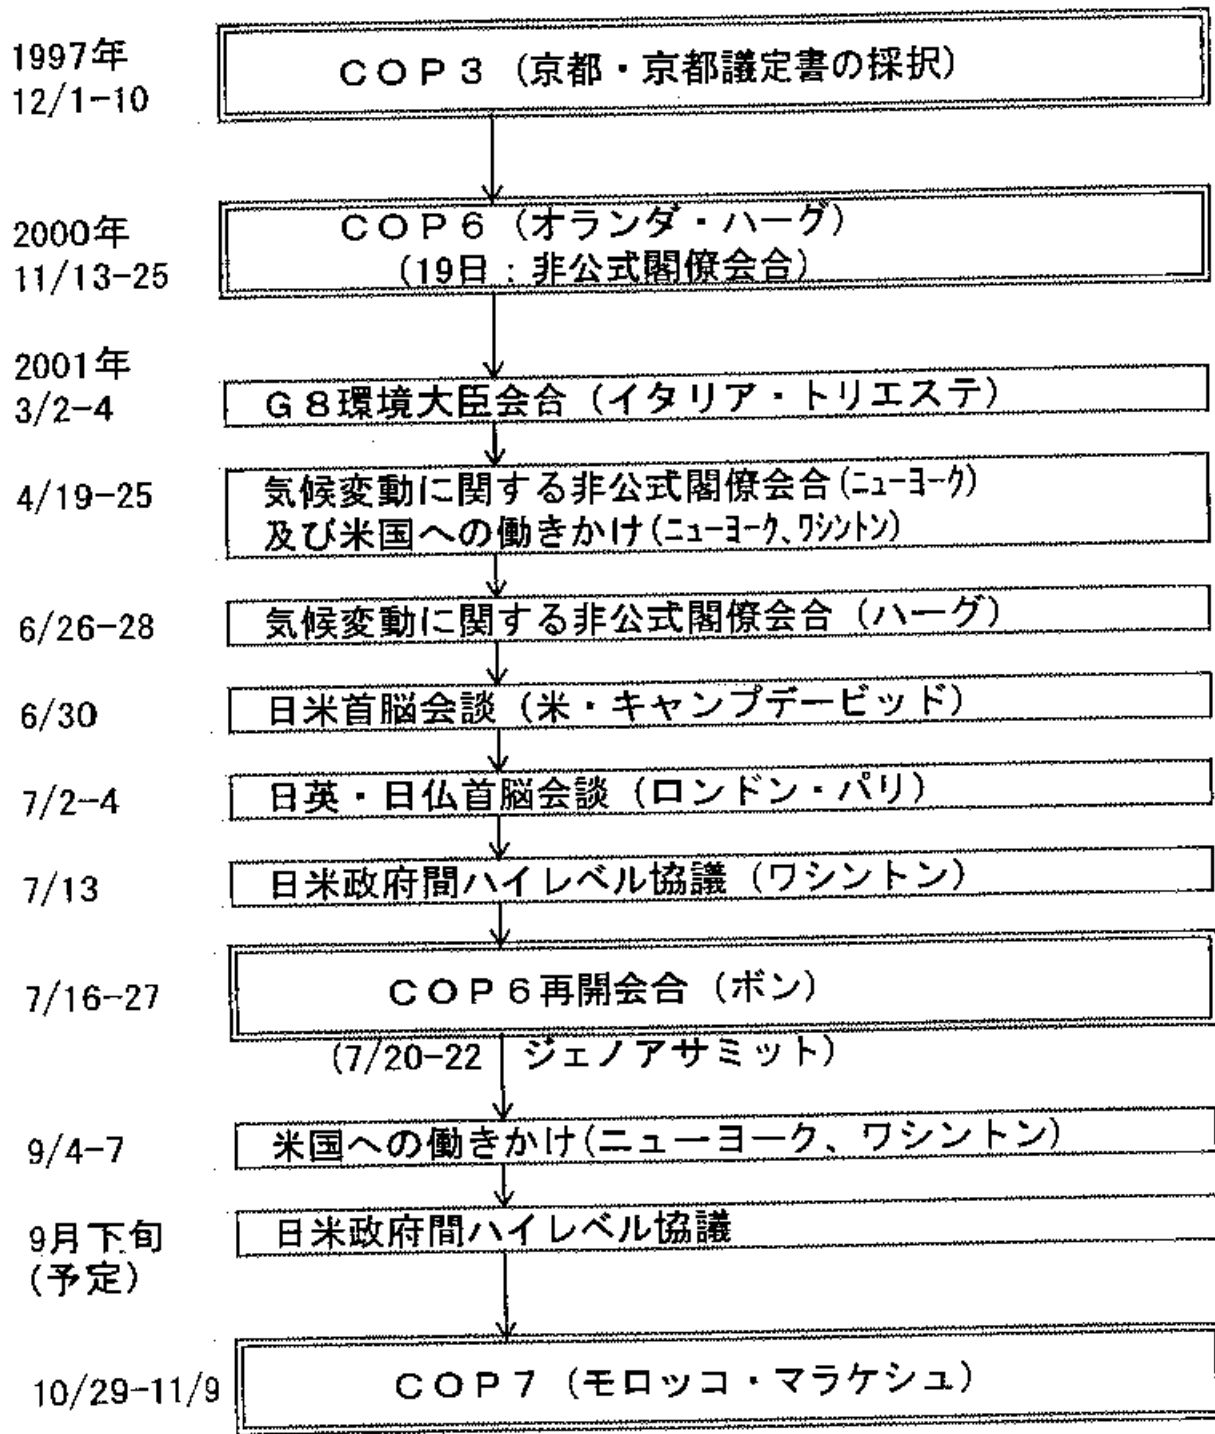 1997年
12/1-10
COP3（京都・京都議定書の採択）
2000年
11/13-25
COP6（オランダ・ハーグ）
（19日：非公式閣僚会合）
2001年
3/2-4
G8環境大臣会合（イタリア・トリエステ）
4/19-25
気候変動に関する非公式閣僚会合(ﾆｭｰﾖｰｸ)
及び米国への働きかけ(ﾆｭｰﾖｰｸ、ﾜｼﾝﾄﾝ)
6/26-28
気候変動に関する非公式閣僚会合（ハーグ）
6/30
日米首脳会談（米・キャンプデービッド）
7/2-4
日英・日仏首脳会談（ロンドン・パリ）
7/13
日米政府間ハイレベル協議（ワシントン）
7/16-27
COP6再開会合（ボン）
(7/20-22 ジェノアサミット)
9/4-7
米国への働きかけ(ニューヨーク、ワシントン)
9月下旬
(予定)
日米政府間ハイレベル協議
10/29-11/9
COP7（モロッコ・マラケシュ）